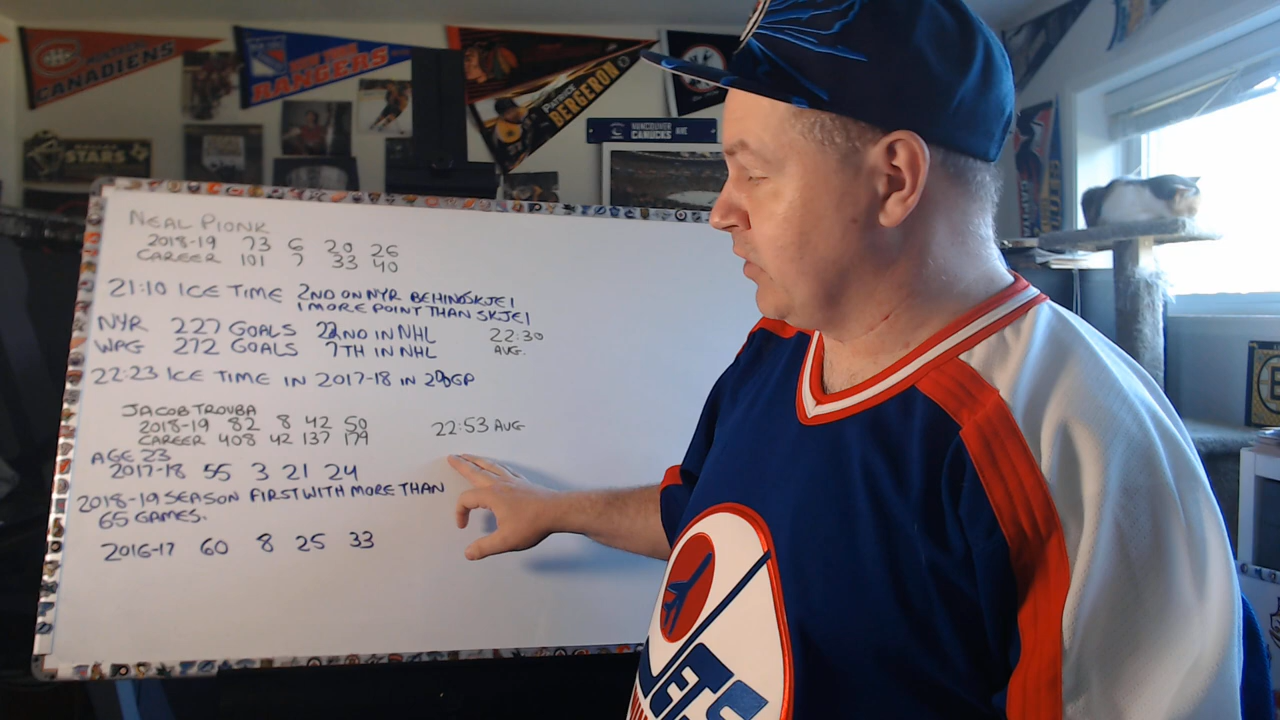 CANADIENS
NEW YORK
RANGERS
PATRICE
BERGERON
STARS
VANCOUVER
CANUCKS AVE
NEAL PIONK
2018-19 73 6 20 26
CAREER 101 7 33 40
21:10 ICE TIME 2ND ON NYR BEHIND SKJEI
1 MORE POINT THAN SKJEI
NYR 227 GOALS 22ND IN NHL 22:30
WPG 272 GOALS 7TH IN NHL AVG.
22:23 ICE TIME IN 2017-18 IN 28GP
JACOB TROUBA
2018-19 82 8 42 50 22:53 AVG
CAREER 408 42 137 179
AGE 23
2017-18 55 3 21 24
2018-19 SEASON FIRST WITH MORE THAN
65 GAMES.
2016-17 60 8 25 33
JETS